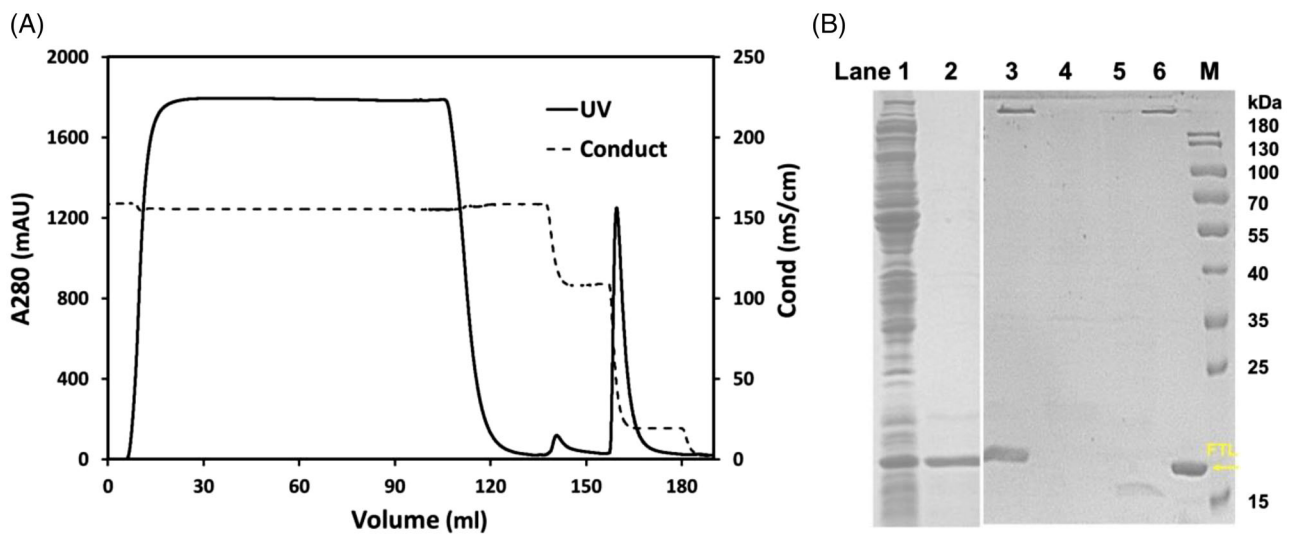 (A)
2000
1600
1200
800
400
0
A280 (mAU)
250
200
150
100
50
0
Cond (mS/cm)
UV
Conduct
0 30 60 90 120 150 180
Volume (ml)
(B)
Lane 1 2 3 4 5 6 M
kDa
180
130
100
70
55
40
35
25
FTL
15